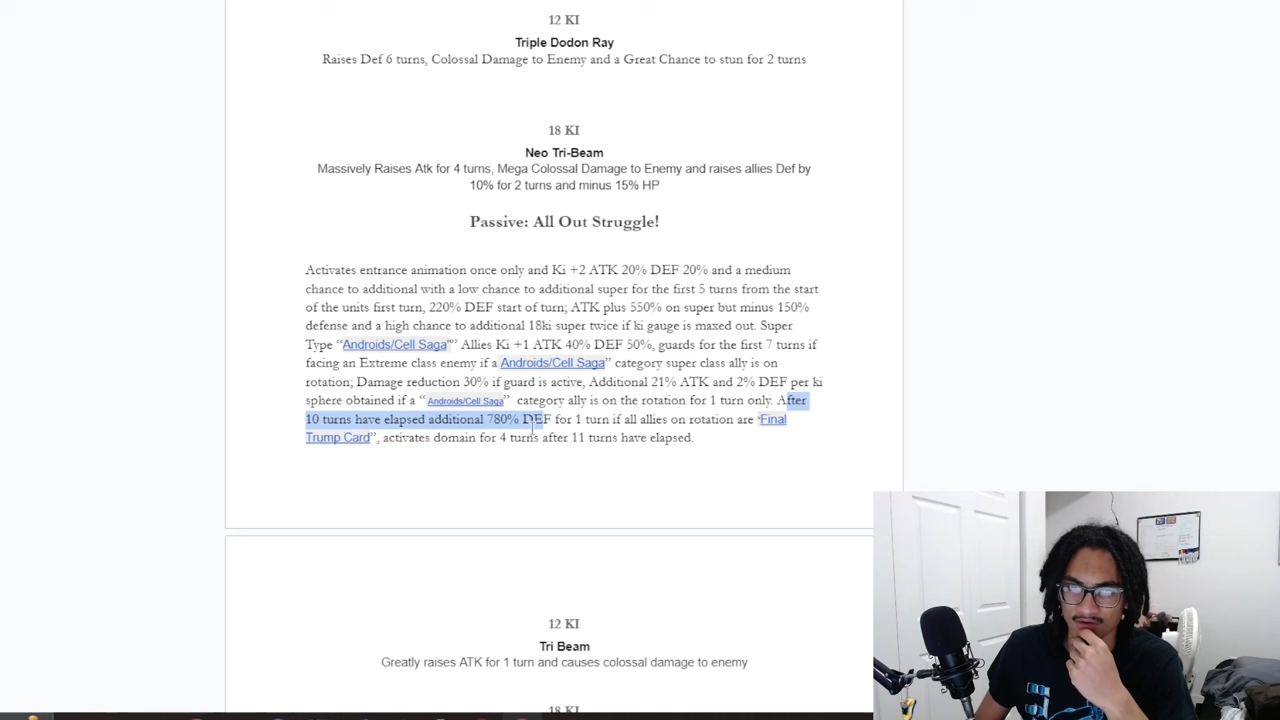 12 KI
Triple Dodon Ray
Raises Def 6 turns, Colossal Damage to Enemy and a Great Chance to stun for 2 turns
18 KI
Neo Tri-Beam
Massively Raises Atk for 4 turns, Mega Colossal Damage to Enemy and raises allies Def by
10% for 2 turns and minus 15% HP
Passive: All Out Struggle!
Activates entrance animation once only and Ki +2 ATK 20% DEF 20% and a medium
chance to additional with a low chance to additional super for the first 5 turns from the start
of the units first turn, 220% DEF start of turn; ATK plus 550% on super but minus 150%
defense and a high chance to additional 18ki super twice if ki gauge is maxed out. Super
Type “Androids/Cell Saga”” Allies Ki +1 ATK 40% DEF 50%, guards for the first 7 turns if
facing an Extreme class enemy if a Androids/Cell Saga” category super class ally is on
rotation; Damage reduction 30% if guard is active, Additional 21% ATK and 2% DEF per ki
sphere obtained if a “ Androids/Cell Saga” category ally is on the rotation for 1 turn only. After
10 turns have elapsed additional 780% DEF for 1 turn if all allies on rotation are “Final
Trump Card”, activates domain for 4 turns after 11 turns have elapsed.
12 KI
Tri Beam
Greatly raises ATK for 1 turn and causes colossal damage to enemy
18 KI